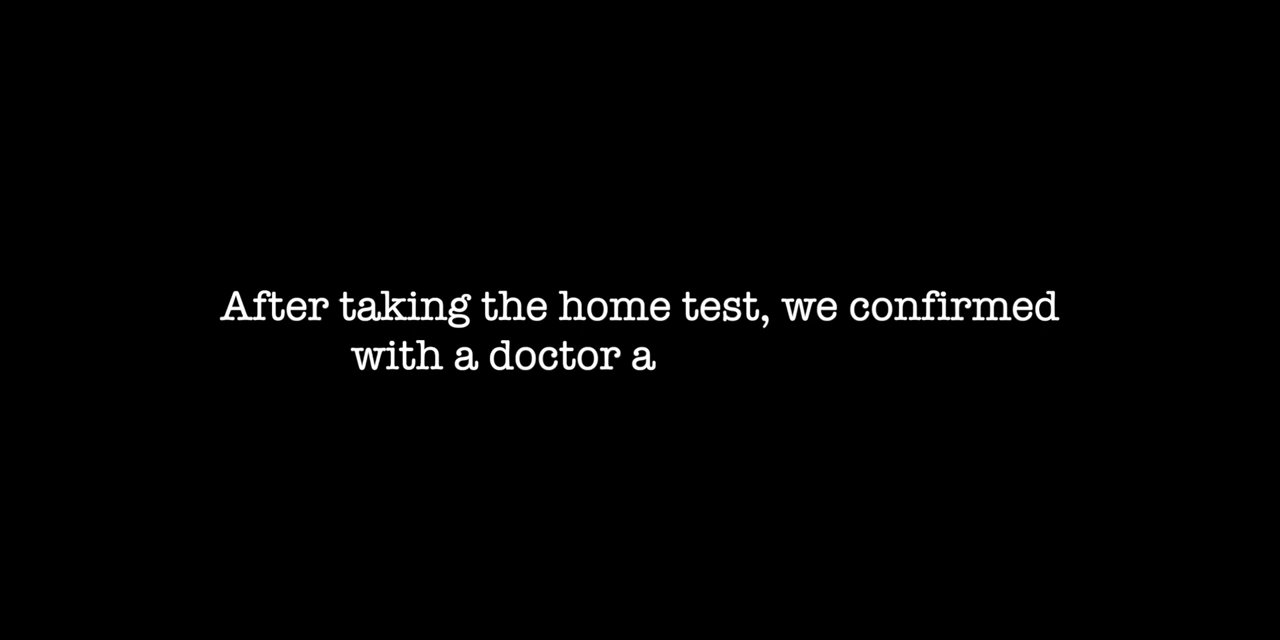 After taking the home test, we confirmed
with a doctor a